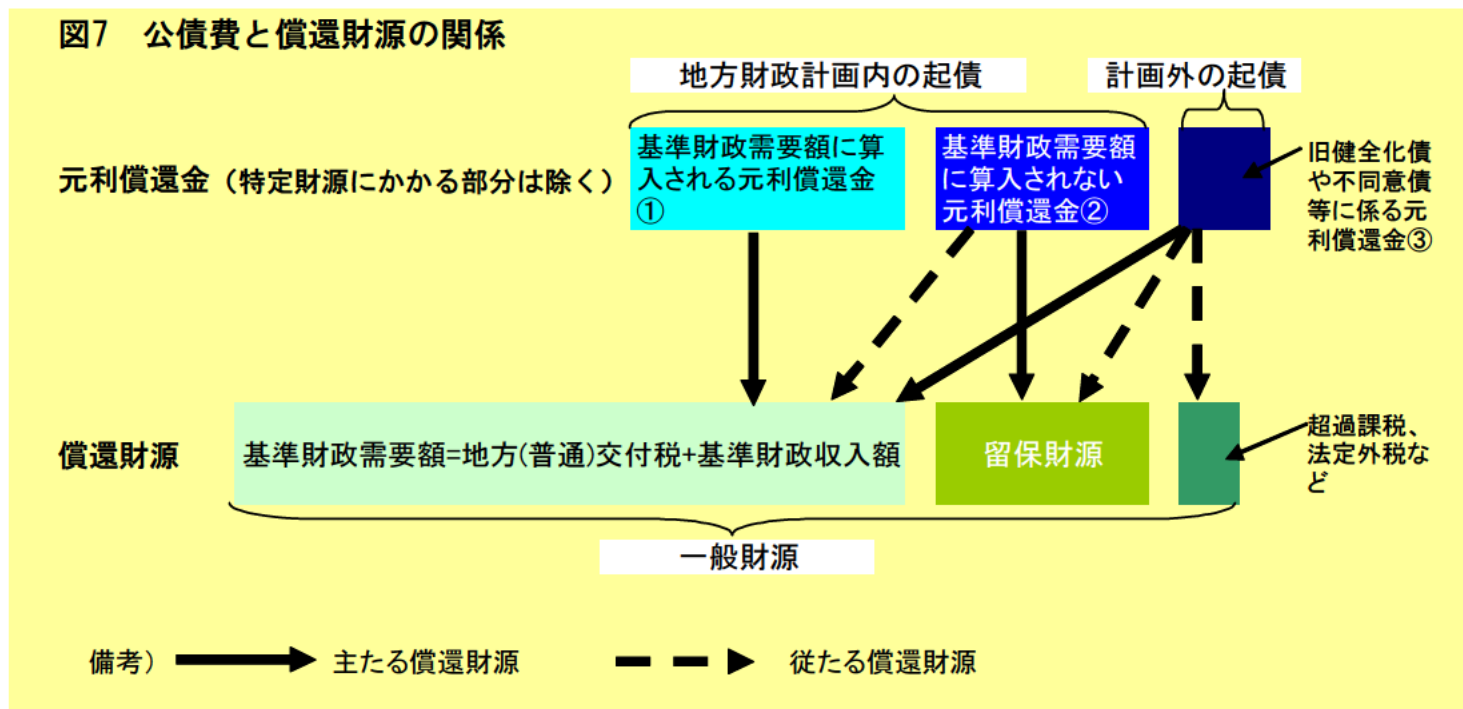 図7　公債費と償還財源の関係
地方財政計画内の起債
計画外の起債
元利償還金（特定財源にかかる部分は除く）
基準財政需要額に算
入される元利償還金
①
基準財政需要額
に算入されない
元利償還金②
旧健全化債
や不同意債
等に係る元
利償還金③
償還財源
基準財政需要額=地方(普通)交付税+基準財政収入額
留保財源
超過課税、
法定外税な
ど
一般財源
備考）
主たる償還財源
従たる償還財源